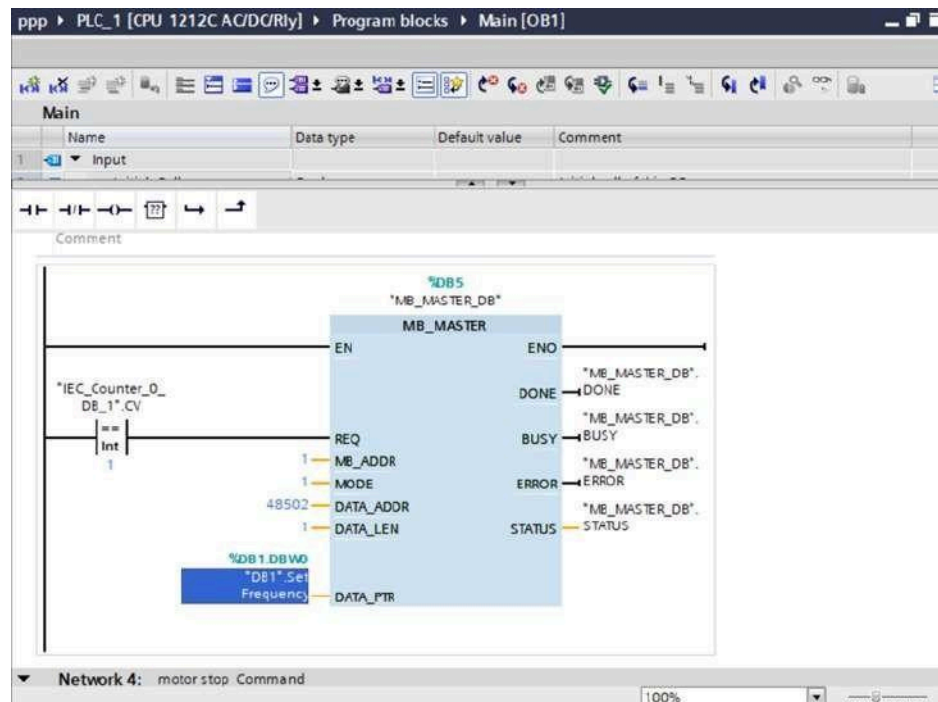 ppp ▸ PLC_1 [CPU 1212C AC/DC/Rly] ▸ Program blocks ▸ Main [OB1]
Main
Name Data type Default value Comment
1 Input
Comment
%DB5
"MB_MASTER_DB"
MB_MASTER
EN ENO
"IEC_Counter_0_
DB_1".CV
==
Int
1
"MB_MASTER_DB".
DONE DONE
"MB_MASTER_DB".
REQ BUSY BUSY
1 MB_ADDR
"MB_MASTER_DB".
1 MODE ERROR ERROR
48502 DATA_ADDR
"MB_MASTER_DB".
1 DATA_LEN STATUS STATUS
%DB1.DBW0
"DB1".Set
Frequency DATA_PTR
Network 4: motor stop Command
100%